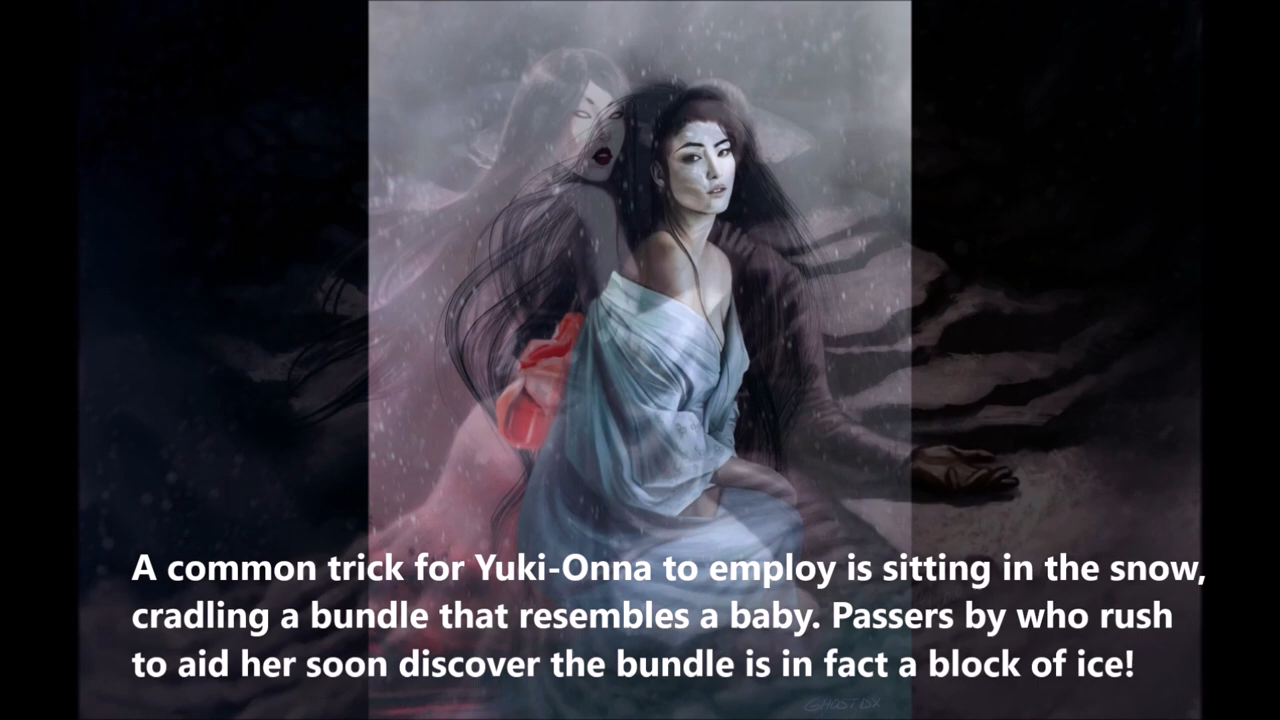 A common trick for Yuki-Onna to employ is sitting in the snow,
cradling a bundle that resembles a baby. Passers by who rush
to aid her soon discover the bundle is in fact a block of ice!